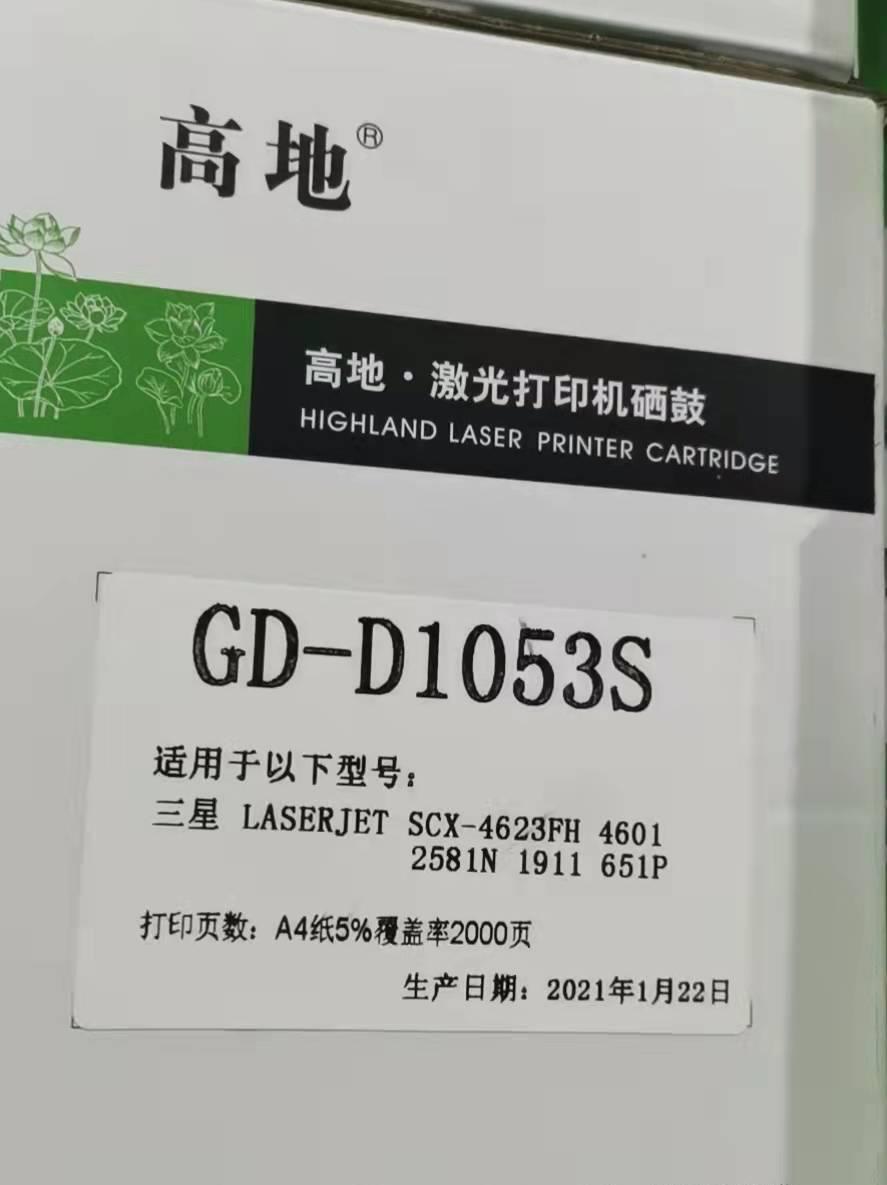 高地®
高地·激光打印机硒鼓
HIGHLAND LASER PRINTER CARTRIDGE
GD-D1053S
适用于以下型号：
三星 LASERJET SCX-4623FH 4601
2581N 1911 651P
打印页数：A4纸5%覆盖率2000页
生产日期：2021年1月22日